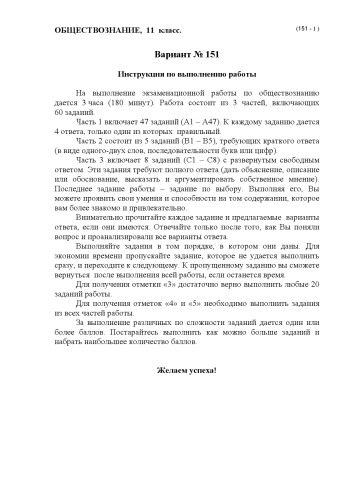 ОБЩЕСТВОЗНАНИЕ, 11 класс.
(151 - 1 )
Вариант № 151
Инструкция по выполнению работы
На выполнение экзаменационной работы по обществознанию
дается 3 часа (180 минут). Работа состоит из 3 частей, включающих
60 заданий.
Часть 1 включает 47 заданий (А1 – А47). К каждому заданию дается
4 ответа, только один из которых правильный.
Часть 2 состоит из 5 заданий (В1 – В5), требующих краткого ответа
(в виде одного-двух слов, последовательности букв или цифр).
Часть 3 включает 8 заданий (С1 – С8) с развернутым свободным
ответом. Эти задания требуют полного ответа (дать объяснение, описание
или обоснование, высказать и аргументировать собственное мнение).
Последнее задание работы – задание по выбору. Выполняя его, Вы
можете проявить свои умения и способности на том содержании, которое
вам более знакомо и привлекательно.
Внимательно прочитайте каждое задание и предлагаемые варианты
ответа, если они имеются. Отвечайте только после того, как Вы поняли
вопрос и проанализировали все варианты ответа.
Выполняйте задания в том порядке, в котором они даны. Для
экономии времени пропускайте задание, которое не удается выполнить
сразу, и переходите к следующему. К пропущенному заданию вы сможете
вернуться после выполнения всей работы, если останется время.
Для получения отметки «3» достаточно верно выполнить любые 20
заданий работы.
Для получения отметок «4» и «5» необходимо выполнить задания
из всех частей работы.
За выполнение различных по сложности заданий дается один или
более баллов. Постарайтесь выполнить как можно больше заданий и
набрать наибольшее количество баллов.
Желаем успеха!